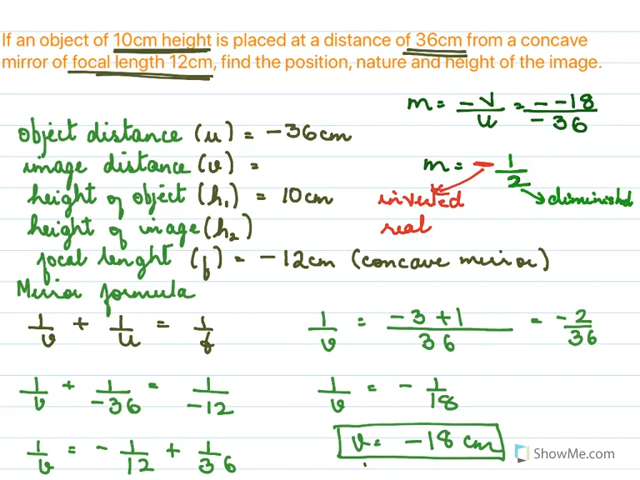 If an object of 10cm height is placed at a distance of 36cm from a concave
mirror of focal length 12cm, find the position, nature and height of the image.
m = -v/u = - -18/-36
object distance (u) = -36cm
image distance (v) =
m = - 1/2
height of object (h₁) = 10cm
inverted
diminished
height of image (h₂)
real
focal lenght (f) = -12cm (concave mirror)
Mirror formula
1/v + 1/u = 1/f
1/v = -3+1/36 = -2/36
1/v + 1/-36 = 1/-12
1/v = - 1/18
1/v = - 1/12 + 1/36
v = -18 cm
ShowMe.com